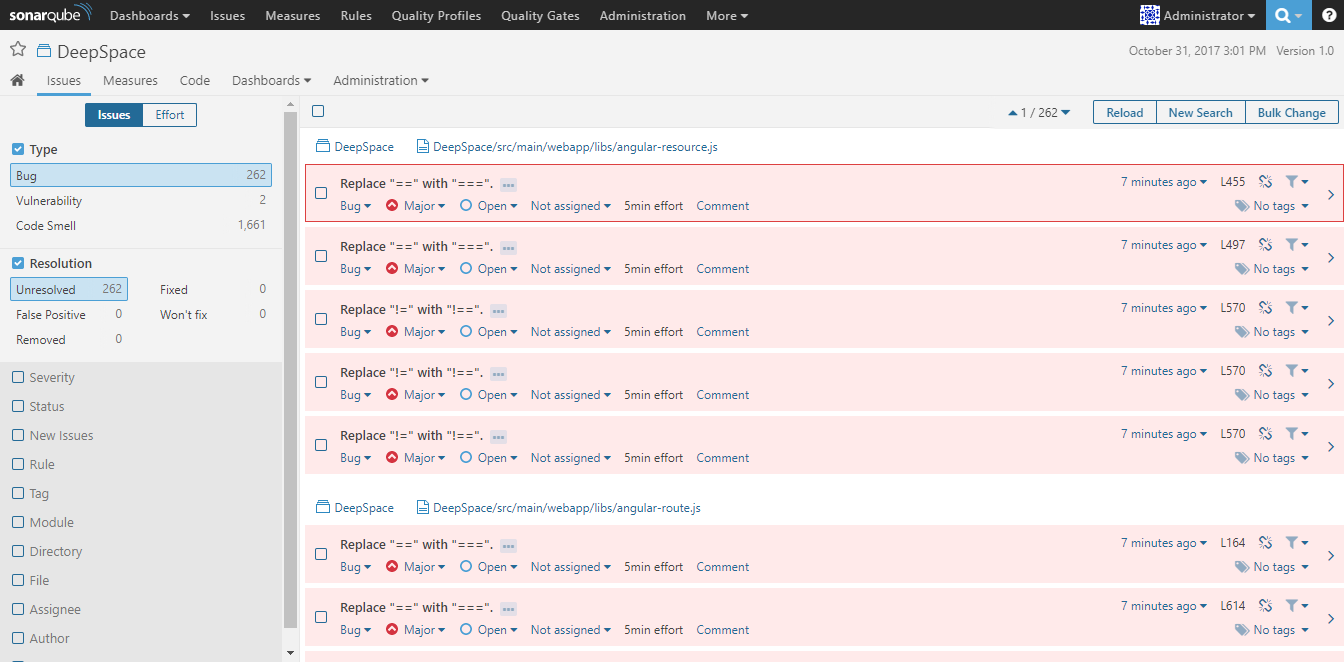 sonarqube Dashboards Issues Measures Rules Quality Profiles Quality Gates Administration More Administrator ?
DeepSpace October 31, 2017 3:01 PM Version 1.0
Issues Measures Code Dashboards Administration
Issues Effort
Type
Bug 262
Vulnerability 2
Code Smell 1,661
Resolution
Unresolved 262 Fixed 0
False Positive 0 Won't fix 0
Removed 0
Severity
Status
New Issues
Rule
Tag
Module
Directory
File
Assignee
Author
1 / 262 Reload New Search Bulk Change
DeepSpace DeepSpace/src/main/webapp/libs/angular-resource.js
Replace "==" with "===". ... 7 minutes ago L455
Bug Major Open Not assigned 5min effort Comment No tags
Replace "==" with "===". ... 7 minutes ago L497
Bug Major Open Not assigned 5min effort Comment No tags
Replace "!=" with "!==". ... 7 minutes ago L570
Bug Major Open Not assigned 5min effort Comment No tags
Replace "!=" with "!==". ... 7 minutes ago L570
Bug Major Open Not assigned 5min effort Comment No tags
Replace "!=" with "!==". ... 7 minutes ago L570
Bug Major Open Not assigned 5min effort Comment No tags
DeepSpace DeepSpace/src/main/webapp/libs/angular-route.js
Replace "==" with "===". ... 7 minutes ago L164
Bug Major Open Not assigned 5min effort Comment No tags
Replace "==" with "===". ... 7 minutes ago L614
Bug Major Open Not assigned 5min effort Comment No tags